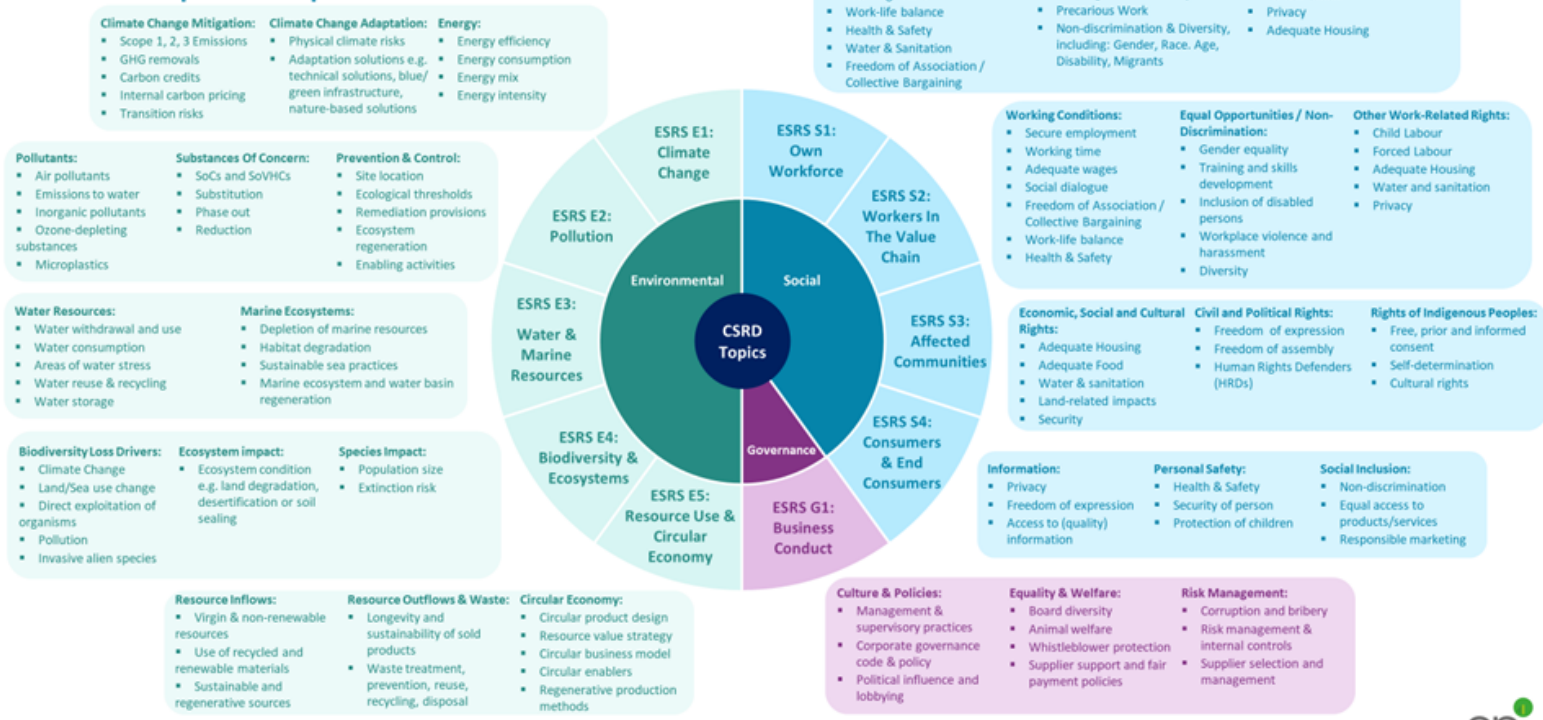 Climate Change Mitigation:
▪ Scope 1, 2, 3 Emissions
▪ GHG removals
▪ Carbon credits
▪ Internal carbon pricing
▪ Transition risks
Climate Change Adaptation:
▪ Physical climate risks
▪ Adaptation solutions e.g.
technical solutions, blue/
green infrastructure,
nature-based solutions
Energy:
▪ Energy efficiency
▪ Energy consumption
▪ Energy mix
▪ Energy intensity
▪ Work-life balance
▪ Health & Safety
▪ Water & Sanitation
▪ Freedom of Association /
Collective Bargaining
▪ Precarious Work
▪ Non-discrimination & Diversity,
including: Gender, Race. Age,
Disability, Migrants
▪ Privacy
▪ Adequate Housing
Pollutants:
▪ Air pollutants
▪ Emissions to water
▪ Inorganic pollutants
▪ Ozone-depleting
substances
▪ Microplastics
Substances Of Concern:
▪ SoCs and SoVHCs
▪ Substitution
▪ Phase out
▪ Reduction
Prevention & Control:
▪ Site location
▪ Ecological thresholds
▪ Remediation provisions
▪ Ecosystem
regeneration
▪ Enabling activities
Water Resources:
▪ Water withdrawal and use
▪ Water consumption
▪ Areas of water stress
▪ Water reuse & recycling
▪ Water storage
Marine Ecosystems:
▪ Depletion of marine resources
▪ Habitat degradation
▪ Sustainable sea practices
▪ Marine ecosystem and water basin
regeneration
Biodiversity Loss Drivers:
▪ Climate Change
▪ Land/Sea use change
▪ Direct exploitation of
organisms
▪ Pollution
▪ Invasive alien species
Ecosystem impact:
▪ Ecosystem condition
e.g. land degradation,
desertification or soil
sealing
Species Impact:
▪ Population size
▪ Extinction risk
Resource Inflows:
▪ Virgin & non-renewable
resources
▪ Use of recycled and
renewable materials
▪ Sustainable and
regenerative sources
Resource Outflows & Waste:
▪ Longevity and
sustainability of sold
products
▪ Waste treatment,
prevention, reuse,
recycling, disposal
Circular Economy:
▪ Circular product design
▪ Resource value strategy
▪ Circular business model
▪ Circular enablers
▪ Regenerative production
methods
ESRS E1:
Climate
Change
ESRS E2:
Pollution
ESRS E3:
Water &
Marine
Resources
ESRS E4:
Biodiversity &
Ecosystems
ESRS E5:
Resource Use &
Circular
Economy
ESRS S1:
Own
Workforce
ESRS S2:
Workers In
The Value
Chain
ESRS S3:
Affected
Communities
ESRS S4:
Consumers
& End
Consumers
ESRS G1:
Business
Conduct
Environmental
Social
Governance
CSRD
Topics
Working Conditions:
▪ Secure employment
▪ Working time
▪ Adequate wages
▪ Social dialogue
▪ Freedom of Association /
Collective Bargaining
▪ Work-life balance
▪ Health & Safety
Equal Opportunities / Non-
Discrimination:
▪ Gender equality
▪ Training and skills
development
▪ Inclusion of disabled
persons
▪ Workplace violence and
harassment
▪ Diversity
Other Work-Related Rights:
▪ Child Labour
▪ Forced Labour
▪ Adequate Housing
▪ Water and sanitation
▪ Privacy
Economic, Social and Cultural
Rights:
▪ Adequate Housing
▪ Adequate Food
▪ Water & sanitation
▪ Land-related impacts
▪ Security
Civil and Political Rights:
▪ Freedom of expression
▪ Freedom of assembly
▪ Human Rights Defenders
(HRDs)
Rights of Indigenous Peoples:
▪ Free, prior and informed
consent
▪ Self-determination
▪ Cultural rights
Information:
▪ Privacy
▪ Freedom of expression
▪ Access to (quality)
information
Personal Safety:
▪ Health & Safety
▪ Security of person
▪ Protection of children
Social Inclusion:
▪ Non-discrimination
▪ Equal access to
products/services
▪ Responsible marketing
Culture & Policies:
▪ Management &
supervisory practices
▪ Corporate governance
code & policy
▪ Political influence and
lobbying
Equality & Welfare:
▪ Board diversity
▪ Animal welfare
▪ Whistleblower protection
▪ Supplier support and fair
payment policies
Risk Management:
▪ Corruption and bribery
▪ Risk management &
internal controls
▪ Supplier selection and
management